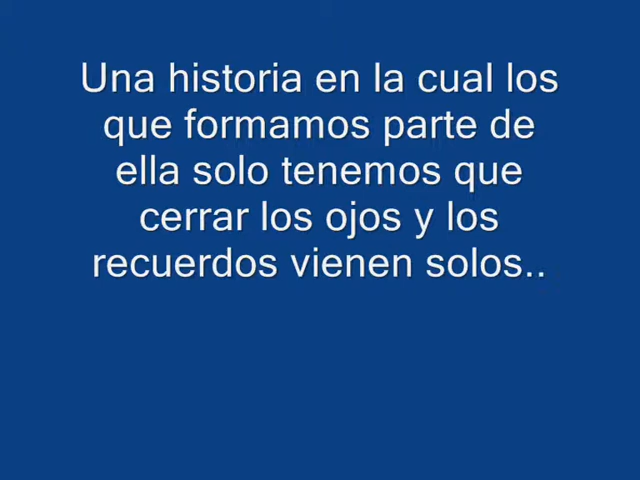 Una historia en la cual los
que formamos parte de
ella solo tenemos que
cerrar los ojos y los
recuerdos vienen solos..